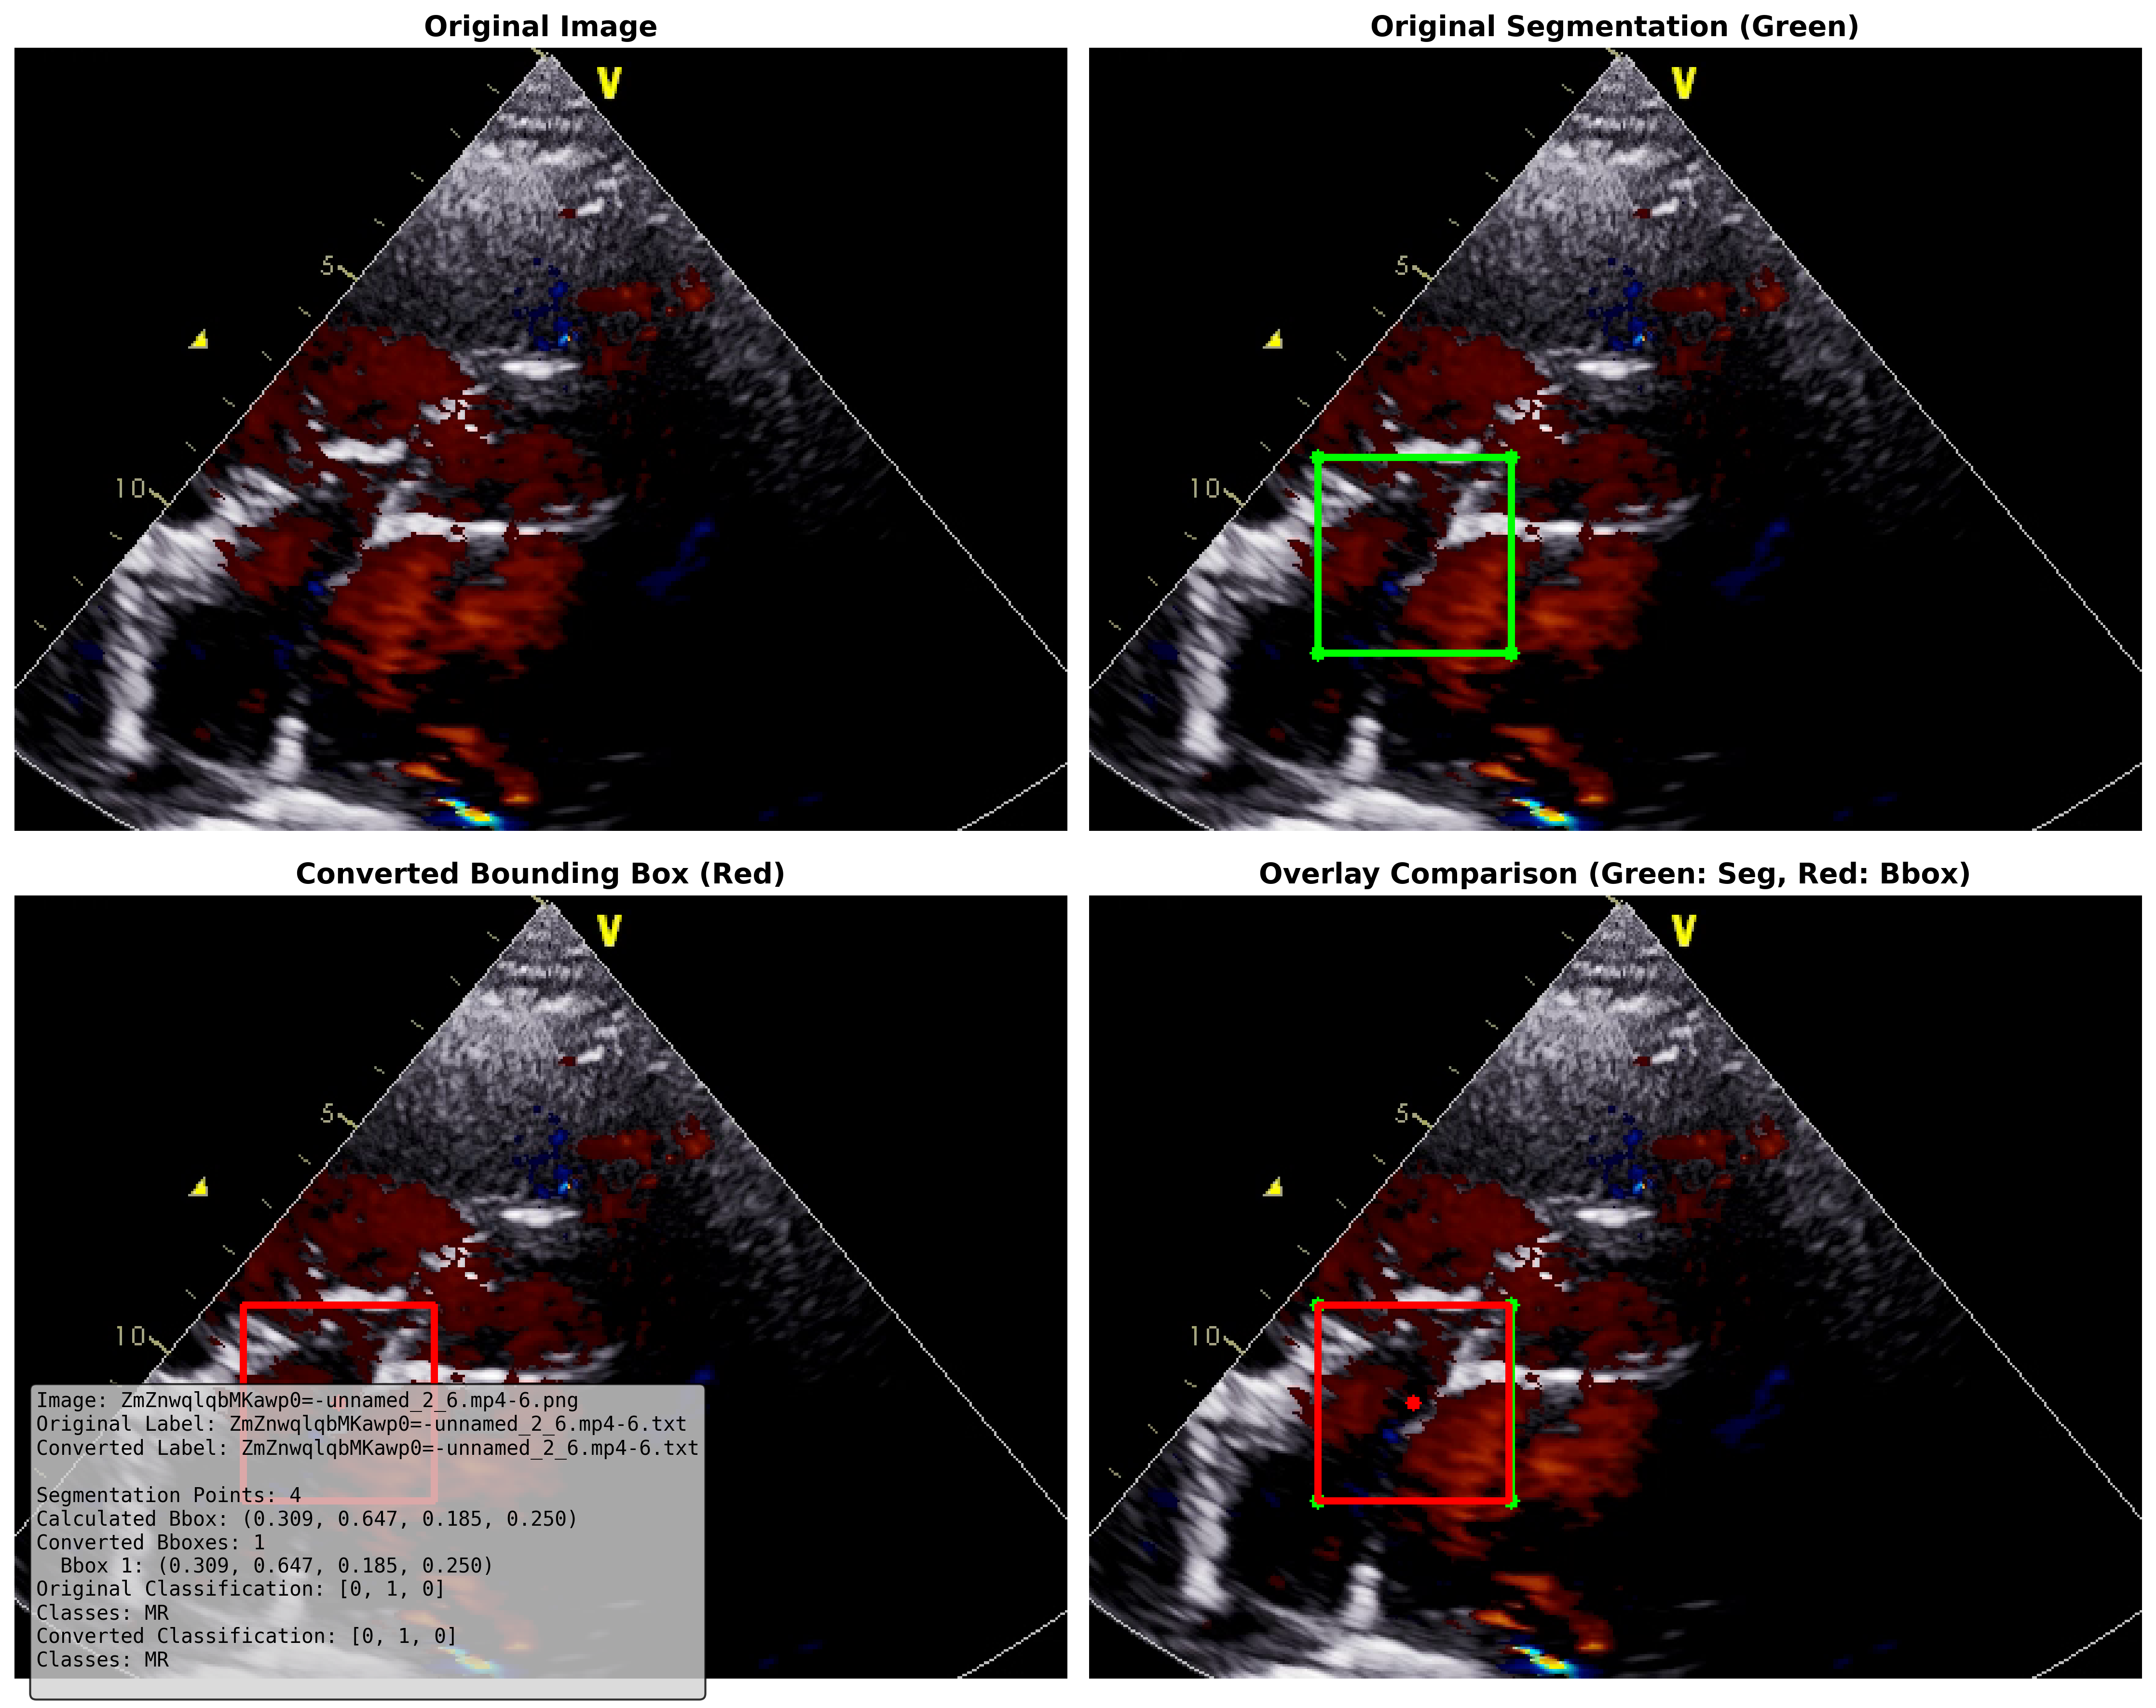 Original Image
V
5
10
Original Segmentation (Green)
V
5
10
Converted Bounding Box (Red)
V
5
10
Image: ZmZnwqlqbMKawp0=-unnamed_2_6.mp4-6.png
Original Label: ZmZnwqlqbMKawp0=-unnamed_2_6.mp4-6.txt
Converted Label: ZmZnwqlqbMKawp0=-unnamed_2_6.mp4-6.txt
Segmentation Points: 4
Calculated Bbox: (0.309, 0.647, 0.185, 0.250)
Converted Bboxes: 1
Bbox 1: (0.309, 0.647, 0.185, 0.250)
Original Classification: [0, 1, 0]
Classes: MR
Converted Classification: [0, 1, 0]
Classes: MR
Overlay Comparison (Green: Seg, Red: Bbox)
V
5
10